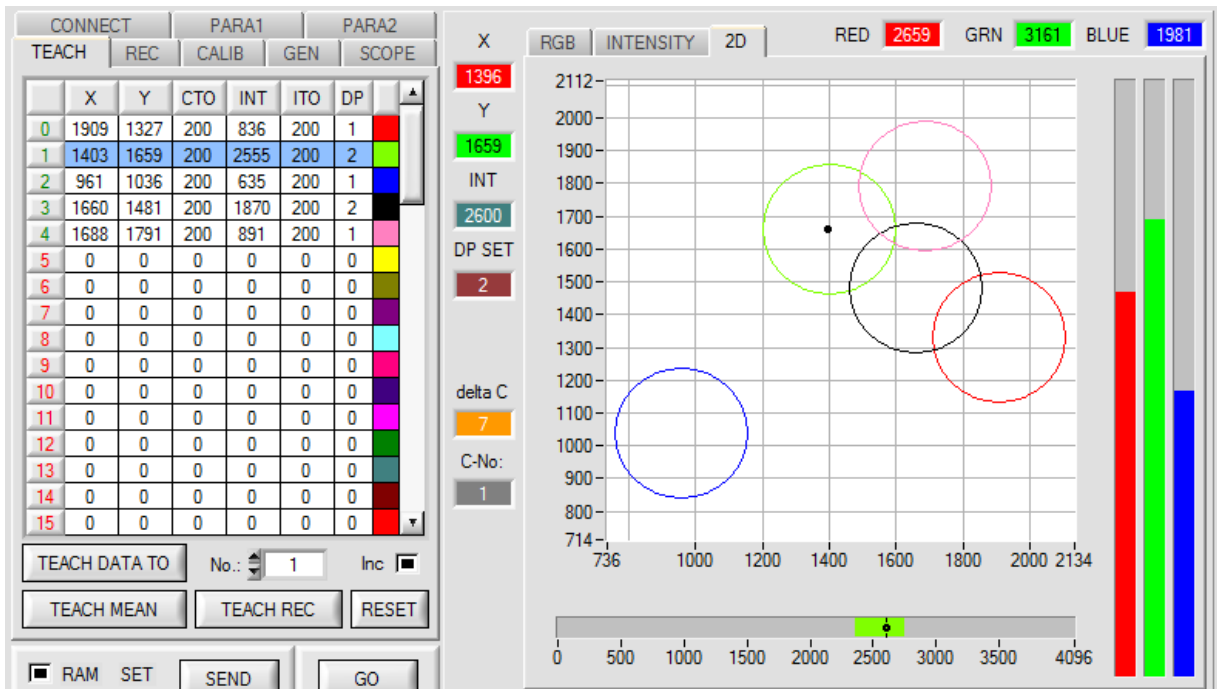 CONNECT PARA1 PARA2
TEACH REC CALIB GEN SCOPE
X Y CTO INT ITO DP
0 1909 1327 200 836 200 1
1 1403 1659 200 2555 200 2
2 961 1036 200 635 200 1
3 1660 1481 200 1870 200 2
4 1688 1791 200 891 200 1
5 0 0 0 0 0 0
6 0 0 0 0 0 0
7 0 0 0 0 0 0
8 0 0 0 0 0 0
9 0 0 0 0 0 0
10 0 0 0 0 0 0
11 0 0 0 0 0 0
12 0 0 0 0 0 0
13 0 0 0 0 0 0
14 0 0 0 0 0 0
15 0 0 0 0 0 0
TEACH DATA TO No.: 1 Inc
TEACH MEAN TEACH REC RESET
RAM SET SEND GO
X
1396
Y
1659
INT
2600
DP SET
2
delta C
7
C-No:
1
RGB INTENSITY 2D RED 2659 GRN 3161 BLUE 1981
2112
2000
1900
1800
1700
1600
1500
1400
1300
1200
1100
1000
900
800
714
736 1000 1200 1400 1600 1800 2000 2134
0 500 1000 1500 2000 2500 3000 3500 4096